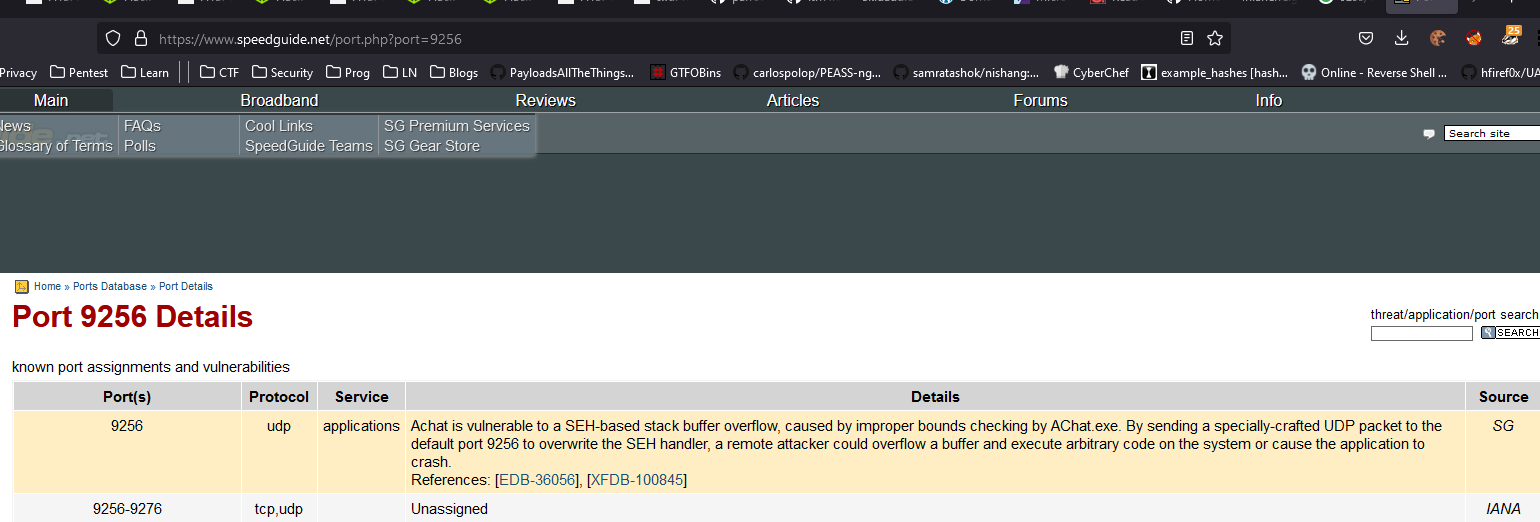 https://www.speedguide.net/port.php?port=9256
25
Privacy Pentest Learn CTF Security Prog LN Blogs PayloadsAllTheThings... GTFOBins carlospolop/PEASS-ng... samratashok/nishang:... CyberChef example_hashes [hash... Online - Reverse Shell ... hfiref0x/UA
Main Broadband Reviews Articles Forums Info
News FAQs Cool Links SG Premium Services
Glossary of Terms Polls SpeedGuide Teams SG Gear Store
Search site
Home » Ports Database » Port Details
Port 9256 Details
threat/application/port search
SEARCH
known port assignments and vulnerabilities
Port(s) Protocol Service Details Source
9256 udp applications Achat is vulnerable to a SEH-based stack buffer overflow, caused by improper bounds checking by AChat.exe. By sending a specially-crafted UDP packet to the SG
default port 9256 to overwrite the SEH handler, a remote attacker could overflow a buffer and execute arbitrary code on the system or cause the application to
crash.
References: [EDB-36056], [XFDB-100845]
9256-9276 tcp,udp Unassigned IANA